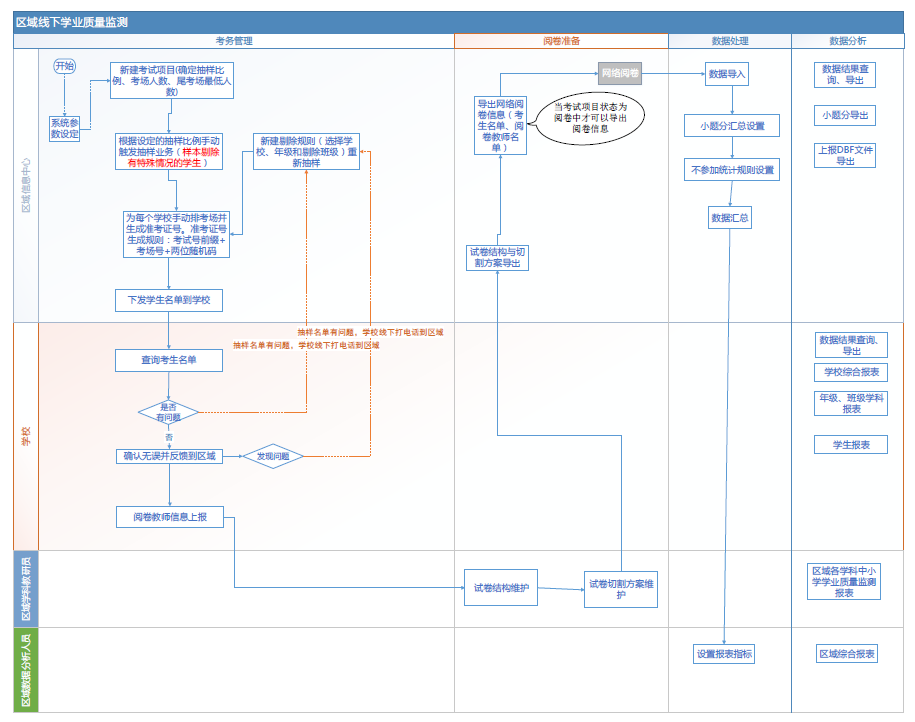 区域线下学业质量监测
考务管理
阅卷准备
数据处理
数据分析
区域信息中心
开始
系统参
数设定
新建考试项目(确定抽样比
例、考场人数、尾考场最低人
数)
根据设定的抽样比例手动
触发抽样业务（样本剔除
有特殊情况的学生）
新建剔除规则（选择学
校、年级和剔除班级）重
新抽样
为每个学校手动排考场并
生成准考证号。准考证号
生成规则：考试号前缀+
考场号+两位随机码
下发学生名单到学校
导出网络阅
卷信息（考
生名单、阅
卷教师名
单）
网络阅卷
当考试项目状态为
阅卷中才可以导出
阅卷信息
试卷结构与切
割方案导出
数据导入
小题分汇总设置
不参加统计规则设置
数据汇总
数据结果查
询、导出
小题分导出
上报DBF文件
导出
学校
抽样名单有问题，学校线下打电话到区域
抽样名单有问题，学校线下打电话到区域
查询考生名单
是否
有问题
否
确认无误并反馈到区域
发现问题
阅卷教师信息上报
数据结果查询、
导出
学校综合报表
年级、班级学科
报表
学生报表
区域学科教研员
试卷结构维护
试卷切割方案维
护
区域各学科中小
学学业质量监测
报表
区域数据分析人员
设置报表指标
区域综合报表